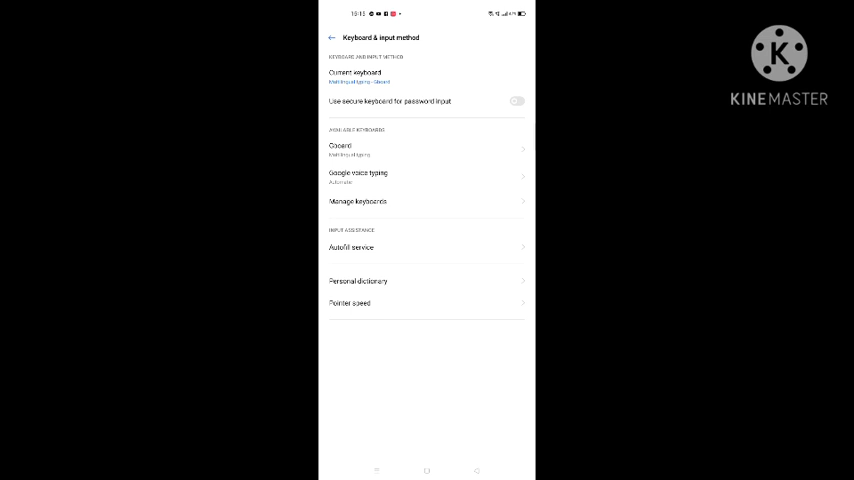 Keyboard & input method
KEYBOARD AND INPUT METHOD
Current keyboard
Multilingual typing - Gboard
Use secure keyboard for password input
AVAILABLE KEYBOARDS
Gboard
Multilingual typing
Google voice typing
Automatic
Manage keyboards
INPUT ASSISTANCE
Autofill service
Personal dictionary
Pointer speed
K
KINEMASTER